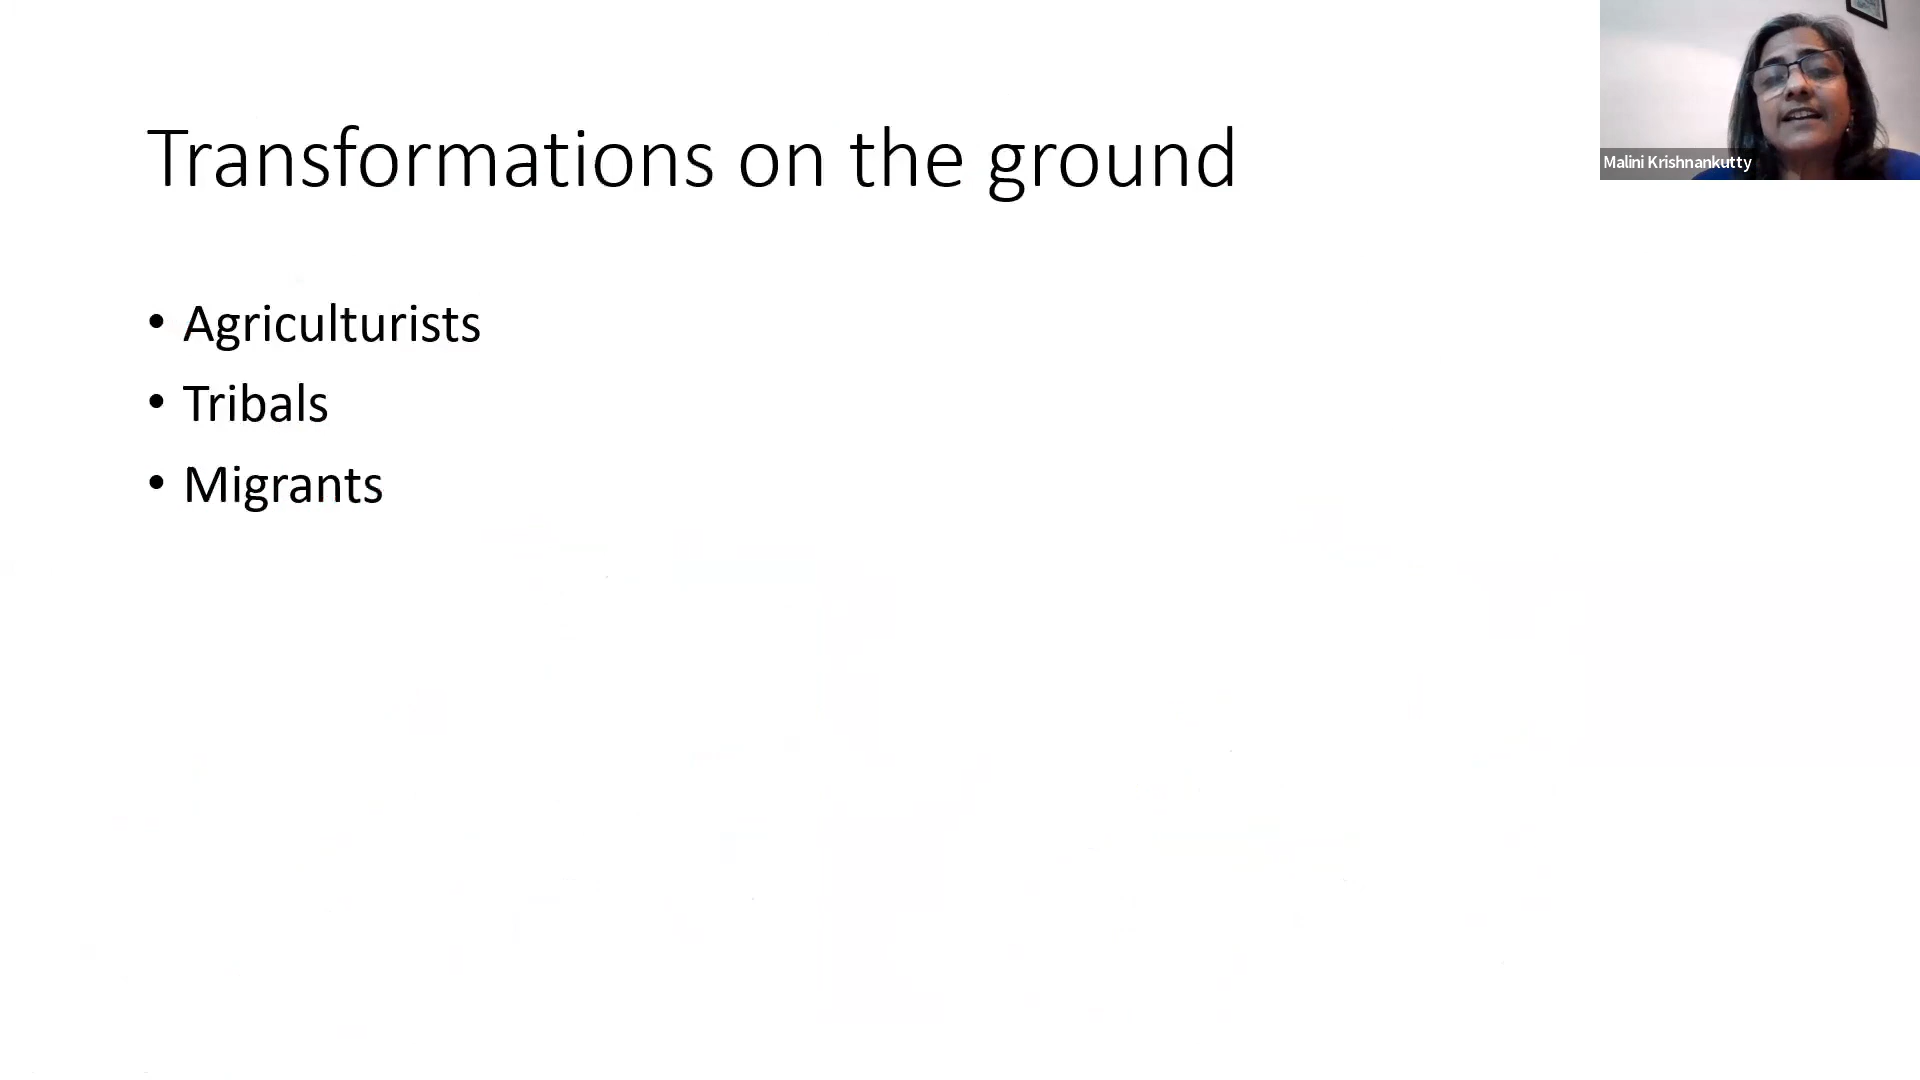 Transformations on the ground
• Agriculturists
• Tribals
• Migrants
Malini Krishnankutty